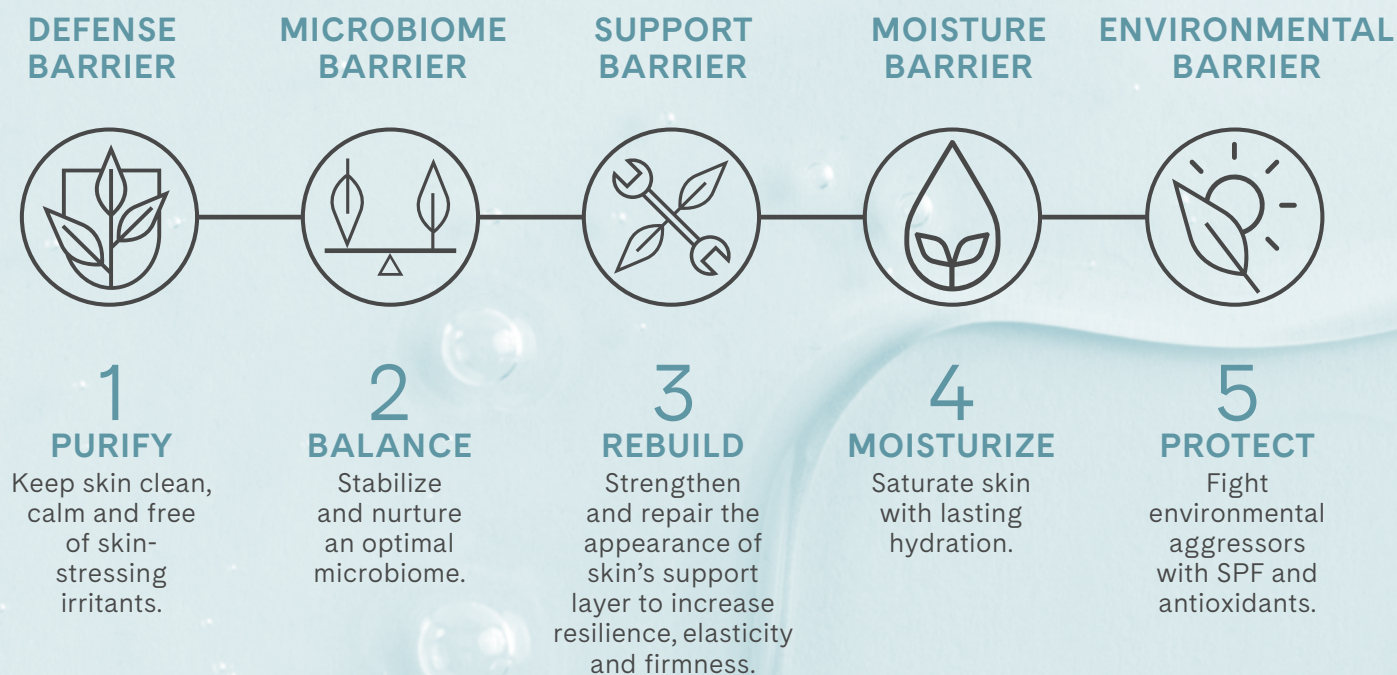 DEFENSE
BARRIER
MICROBIOME
BARRIER
SUPPORT
BARRIER
MOISTURE
BARRIER
ENVIRONMENTAL
BARRIER
1
PURIFY
Keep skin clean,
calm and free
of skin-
stressing
irritants.
2
BALANCE
Stabilize
and nurture
an optimal
microbiome.
3
REBUILD
Strengthen
and repair the
appearance of
skin’s support
layer to increase
resilience, elasticity
and firmness.
4
MOISTURIZE
Saturate skin
with lasting
hydration.
5
PROTECT
Fight
environmental
aggressors
with SPF and
antioxidants.